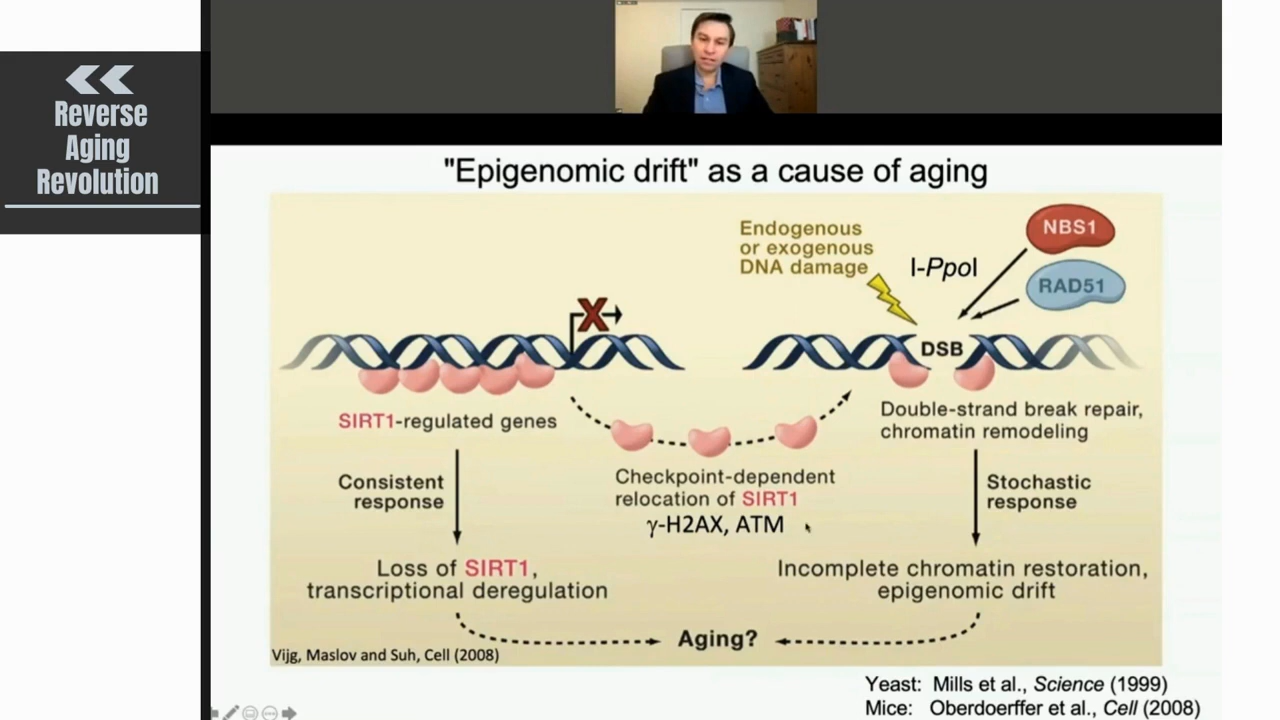 Reverse
Aging
Revolution
"Epigenomic drift" as a cause of aging
Endogenous
or exogenous
DNA damage
I-PpoI
NBS1
RAD51
X
DSB
SIRT1-regulated genes
Double-strand break repair,
chromatin remodeling
Consistent
response
Checkpoint-dependent
relocation of SIRT1
γ-H2AX, ATM
Stochastic
response
Loss of SIRT1,
transcriptional deregulation
Incomplete chromatin restoration,
epigenomic drift
Aging?
Vijg, Maslov and Suh, Cell (2008)
Yeast: Mills et al., Science (1999)
Mice: Oberdoerffer et al., Cell (2008)